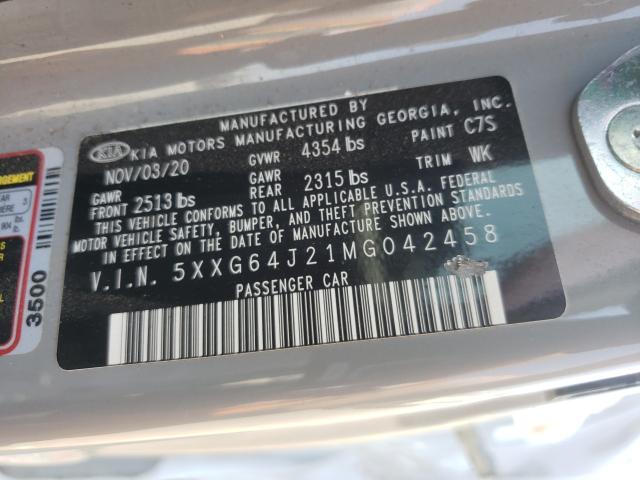 MANUFACTURED BY
KIA KIA MOTORS MANUFACTURING GEORGIA, INC.
NOV/03/20 GVWR 4354 lbs PAINT C7S
GAWR FRONT 2513 lbs GAWR REAR 2315 lbs TRIM WK
THIS VEHICLE CONFORMS TO ALL APPLICABLE U.S.A. FEDERAL
MOTOR VEHICLE SAFETY, BUMPER, AND THEFT PREVENTION STANDARDS
IN EFFECT ON THE DATE OF MANUFACTURE SHOWN ABOVE.
V.I.N. 5XXG64J21MG042458
PASSENGER CAR
3500